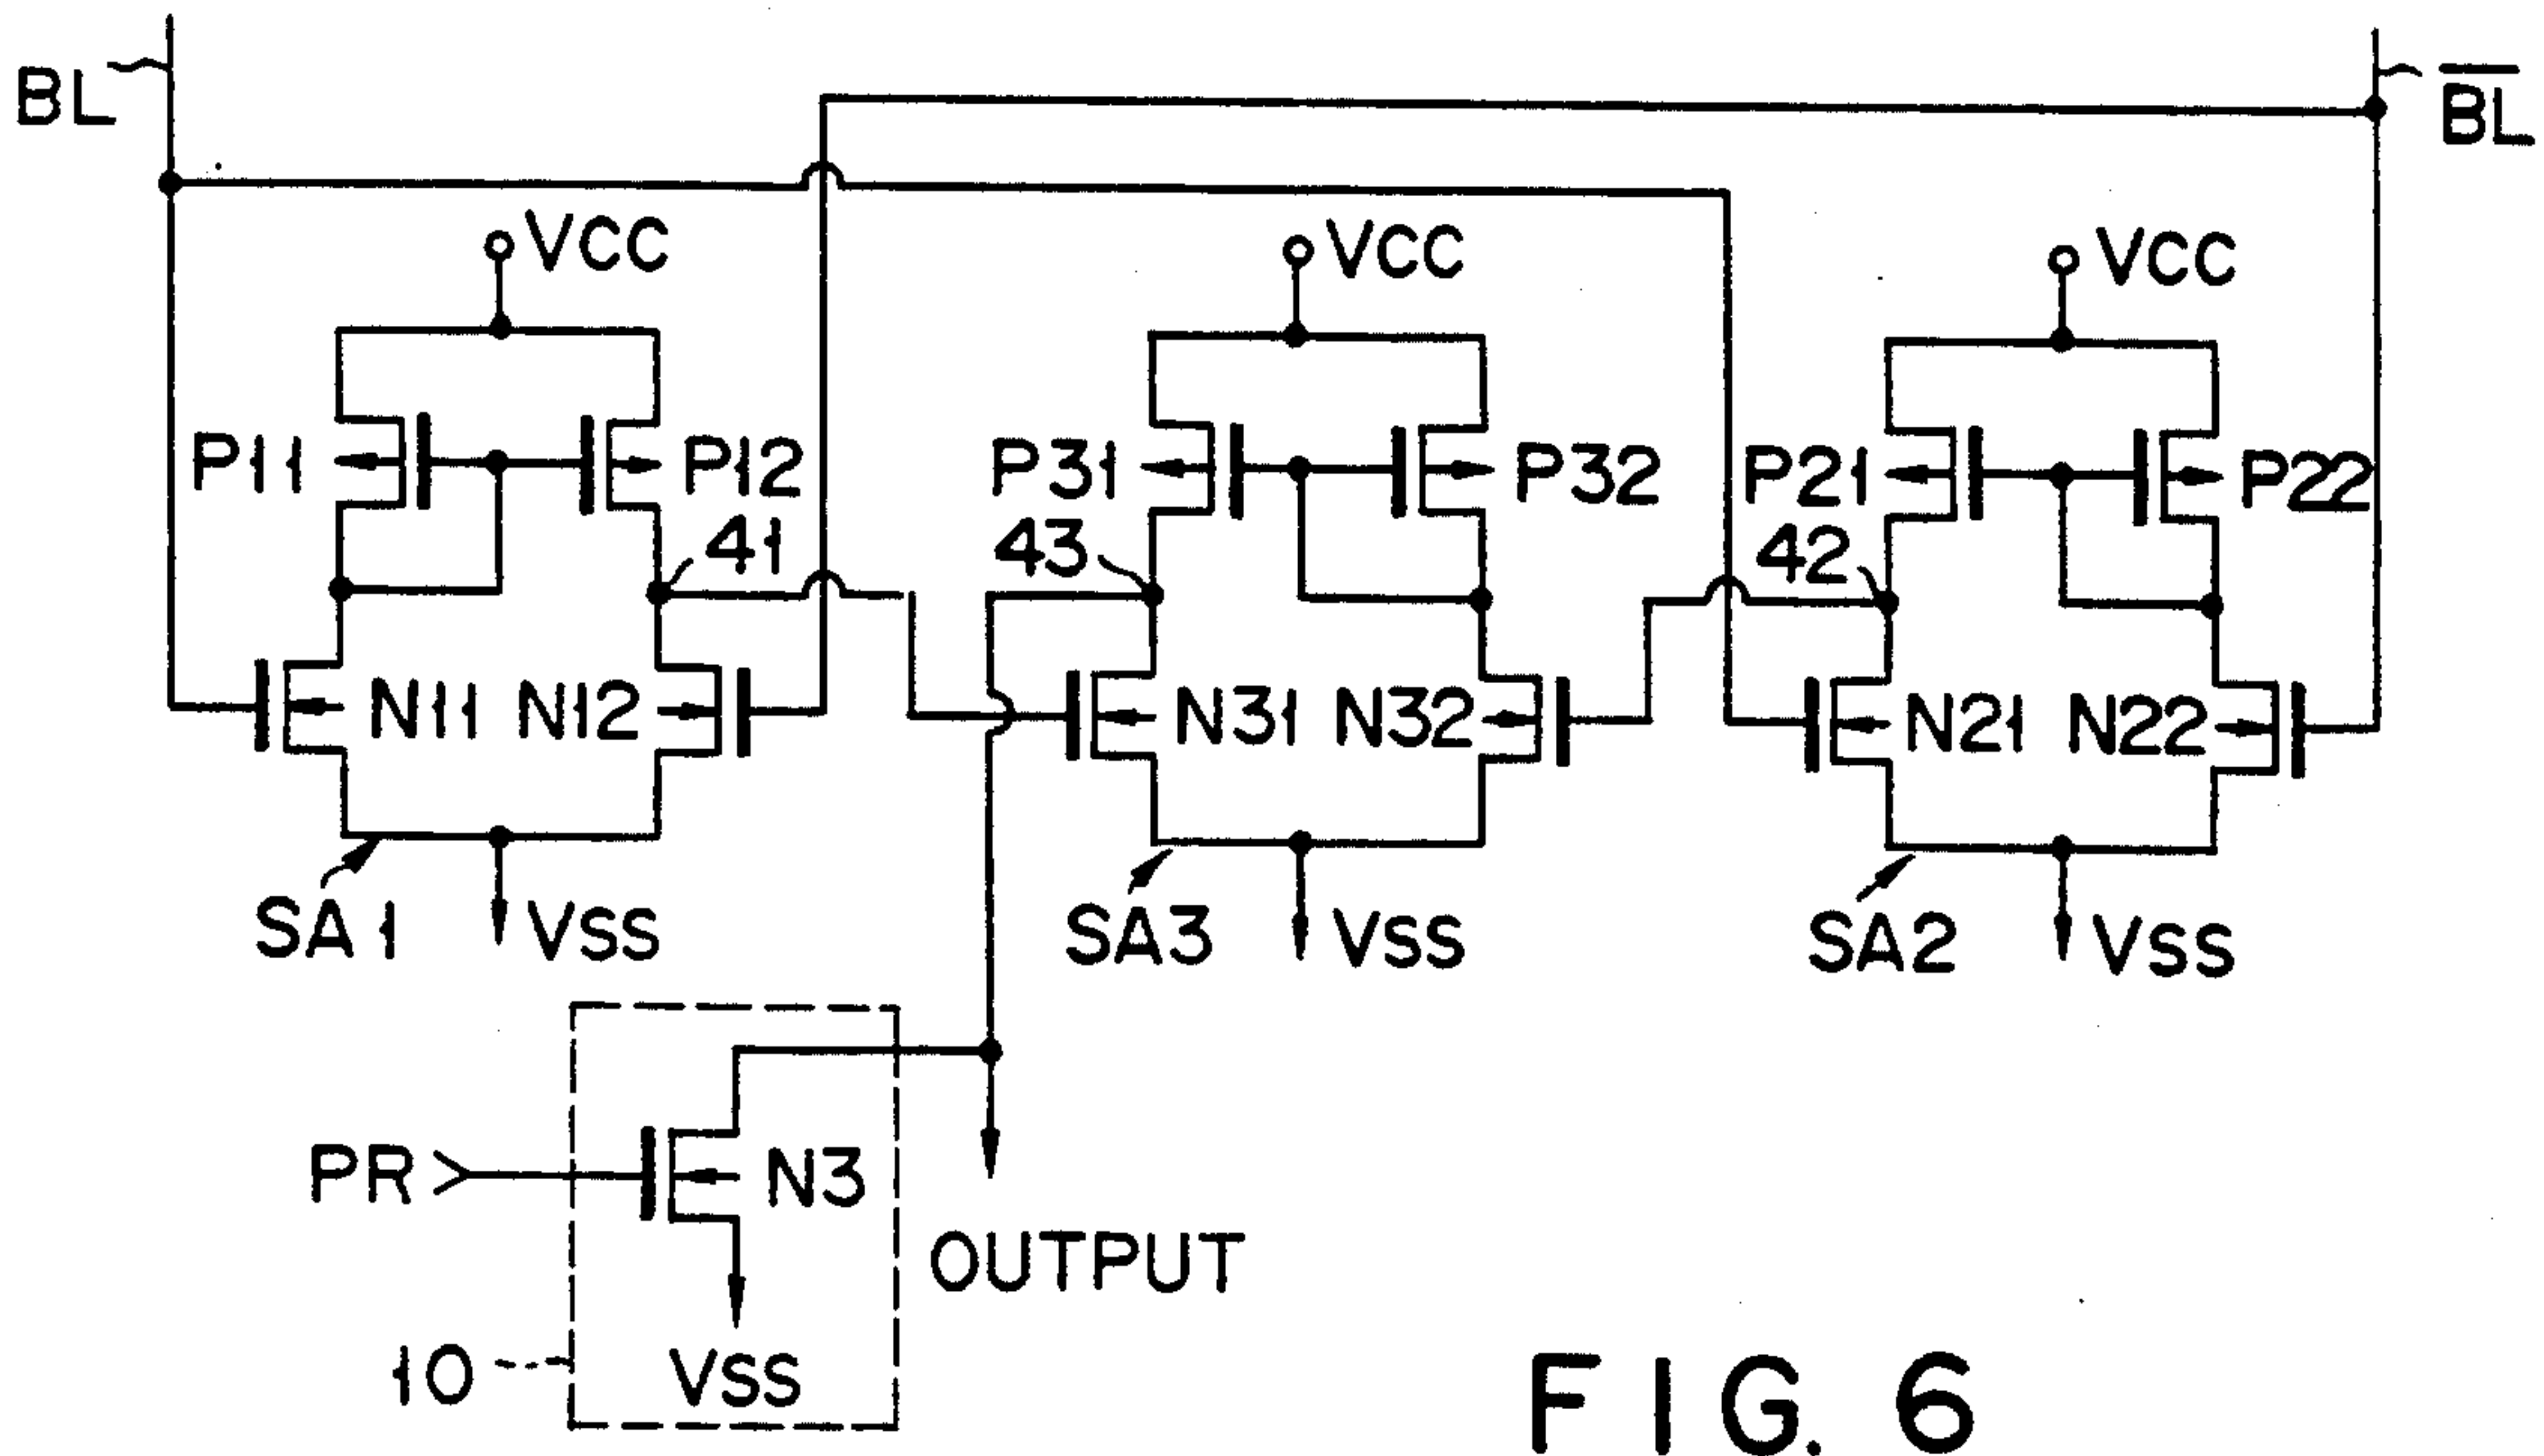 BL
B̅L̅
VCC
VCC
VCC
P11
P12
P31
P32
P21
P22
41
43
42
N11
N12
N31
N32
N21
N22
SA1
VSS
SA3
VSS
SA2
VSS
PR
N3
OUTPUT
10
VSS
FIG. 6